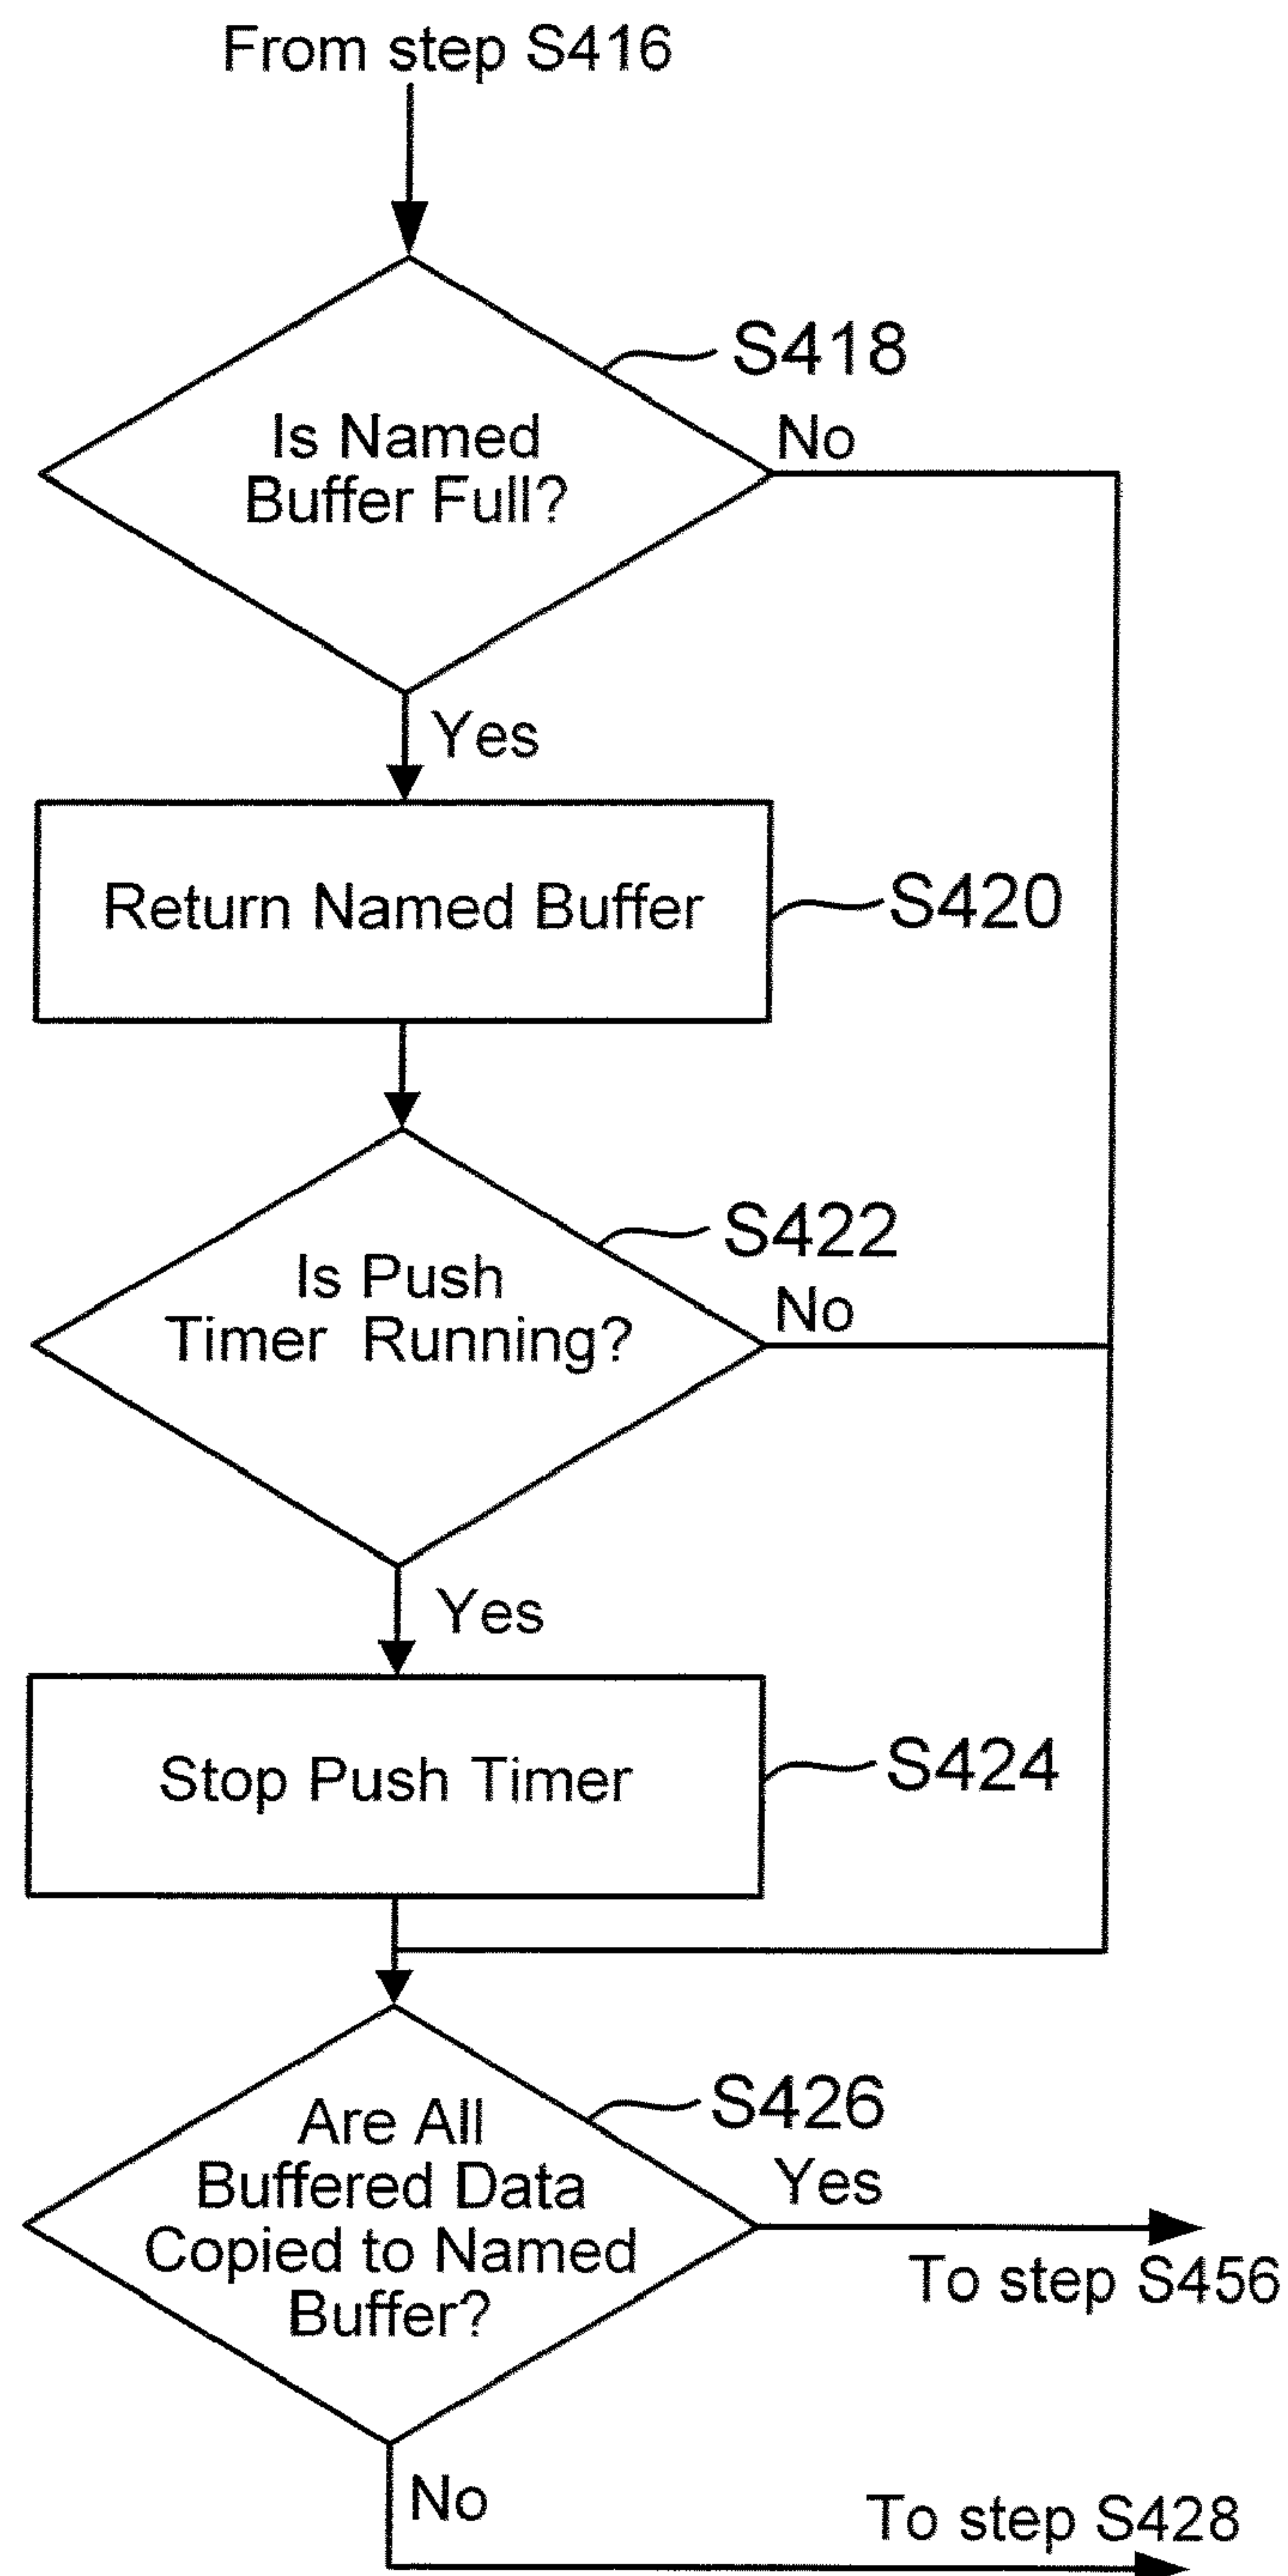 From step S416
S418
Is Named
Buffer Full?
No
Yes
Return Named Buffer
S420
S422
Is Push
Timer Running?
No
Yes
Stop Push Timer
S424
S426
Are All
Buffered Data
Copied to Named
Buffer?
Yes
To step S456
No
To step S428